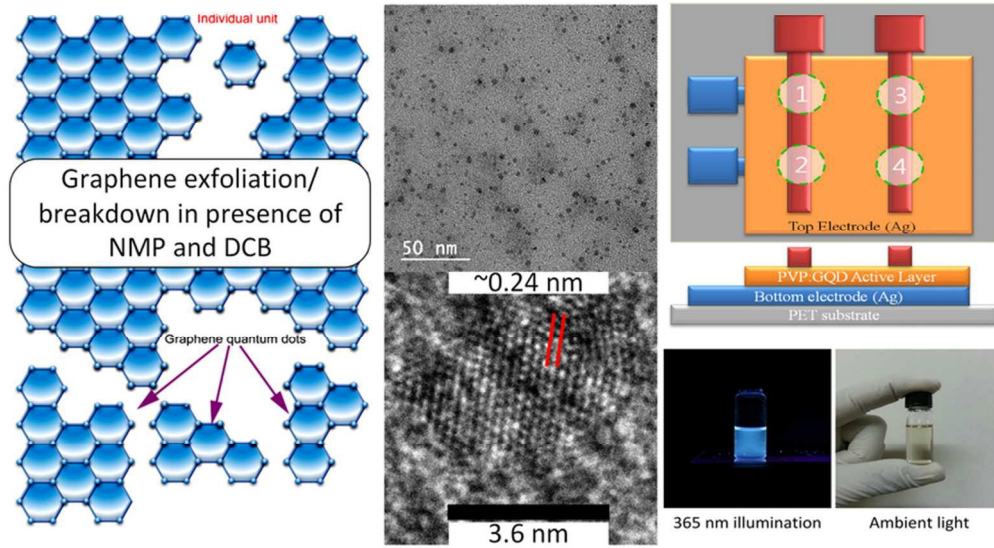 Individual unit
Graphene exfoliation/
breakdown in presence of
NMP and DCB
Graphene quantum dots
50 nm
~0.24 nm
3.6 nm
1
3
2
4
Top Electrode (Ag)
PVP:GQD Active Layer
Bottom electrode (Ag)
PET substrate
365 nm illumination
Ambient light